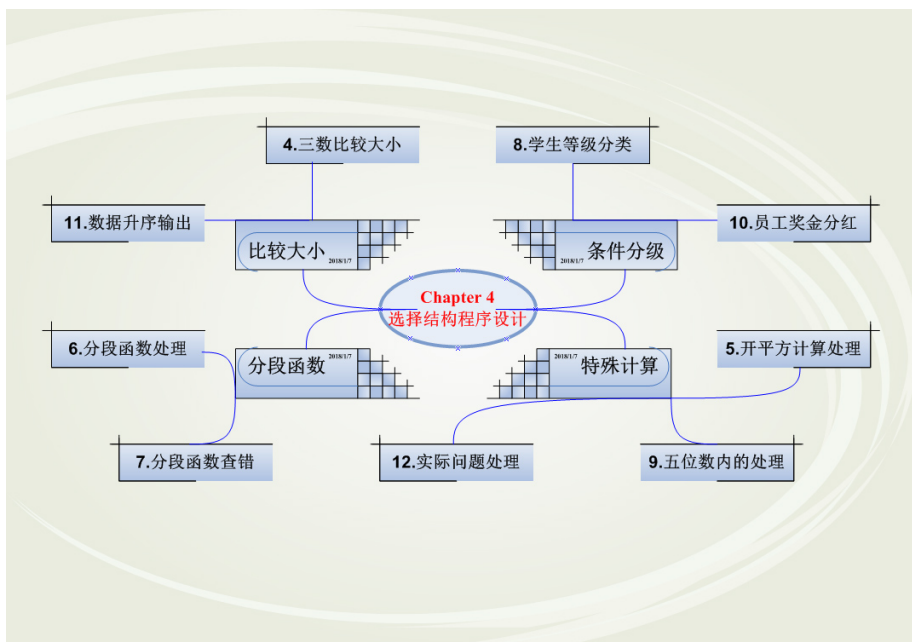 4.三数比较大小
8.学生等级分类
11.数据升序输出
10.员工奖金分红
比较大小 2018/1/7
2018/1/7 条件分级
Chapter 4
选择结构程序设计
6.分段函数处理
5.开平方计算处理
分段函数 2018/1/7
2018/1/7 特殊计算
7.分段函数查错
12.实际问题处理
9.五位数内的处理